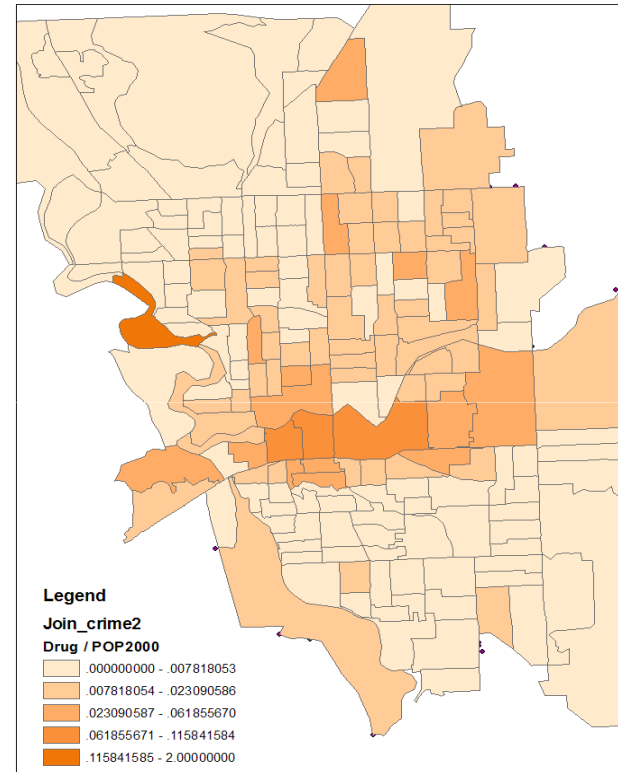 Legend
Join_crime2
Drug / POP2000
.000000000 - .007818053
.007818054 - .023090586
.023090587 - .061855670
.061855671 - .115841584
.115841585 - 2.00000000